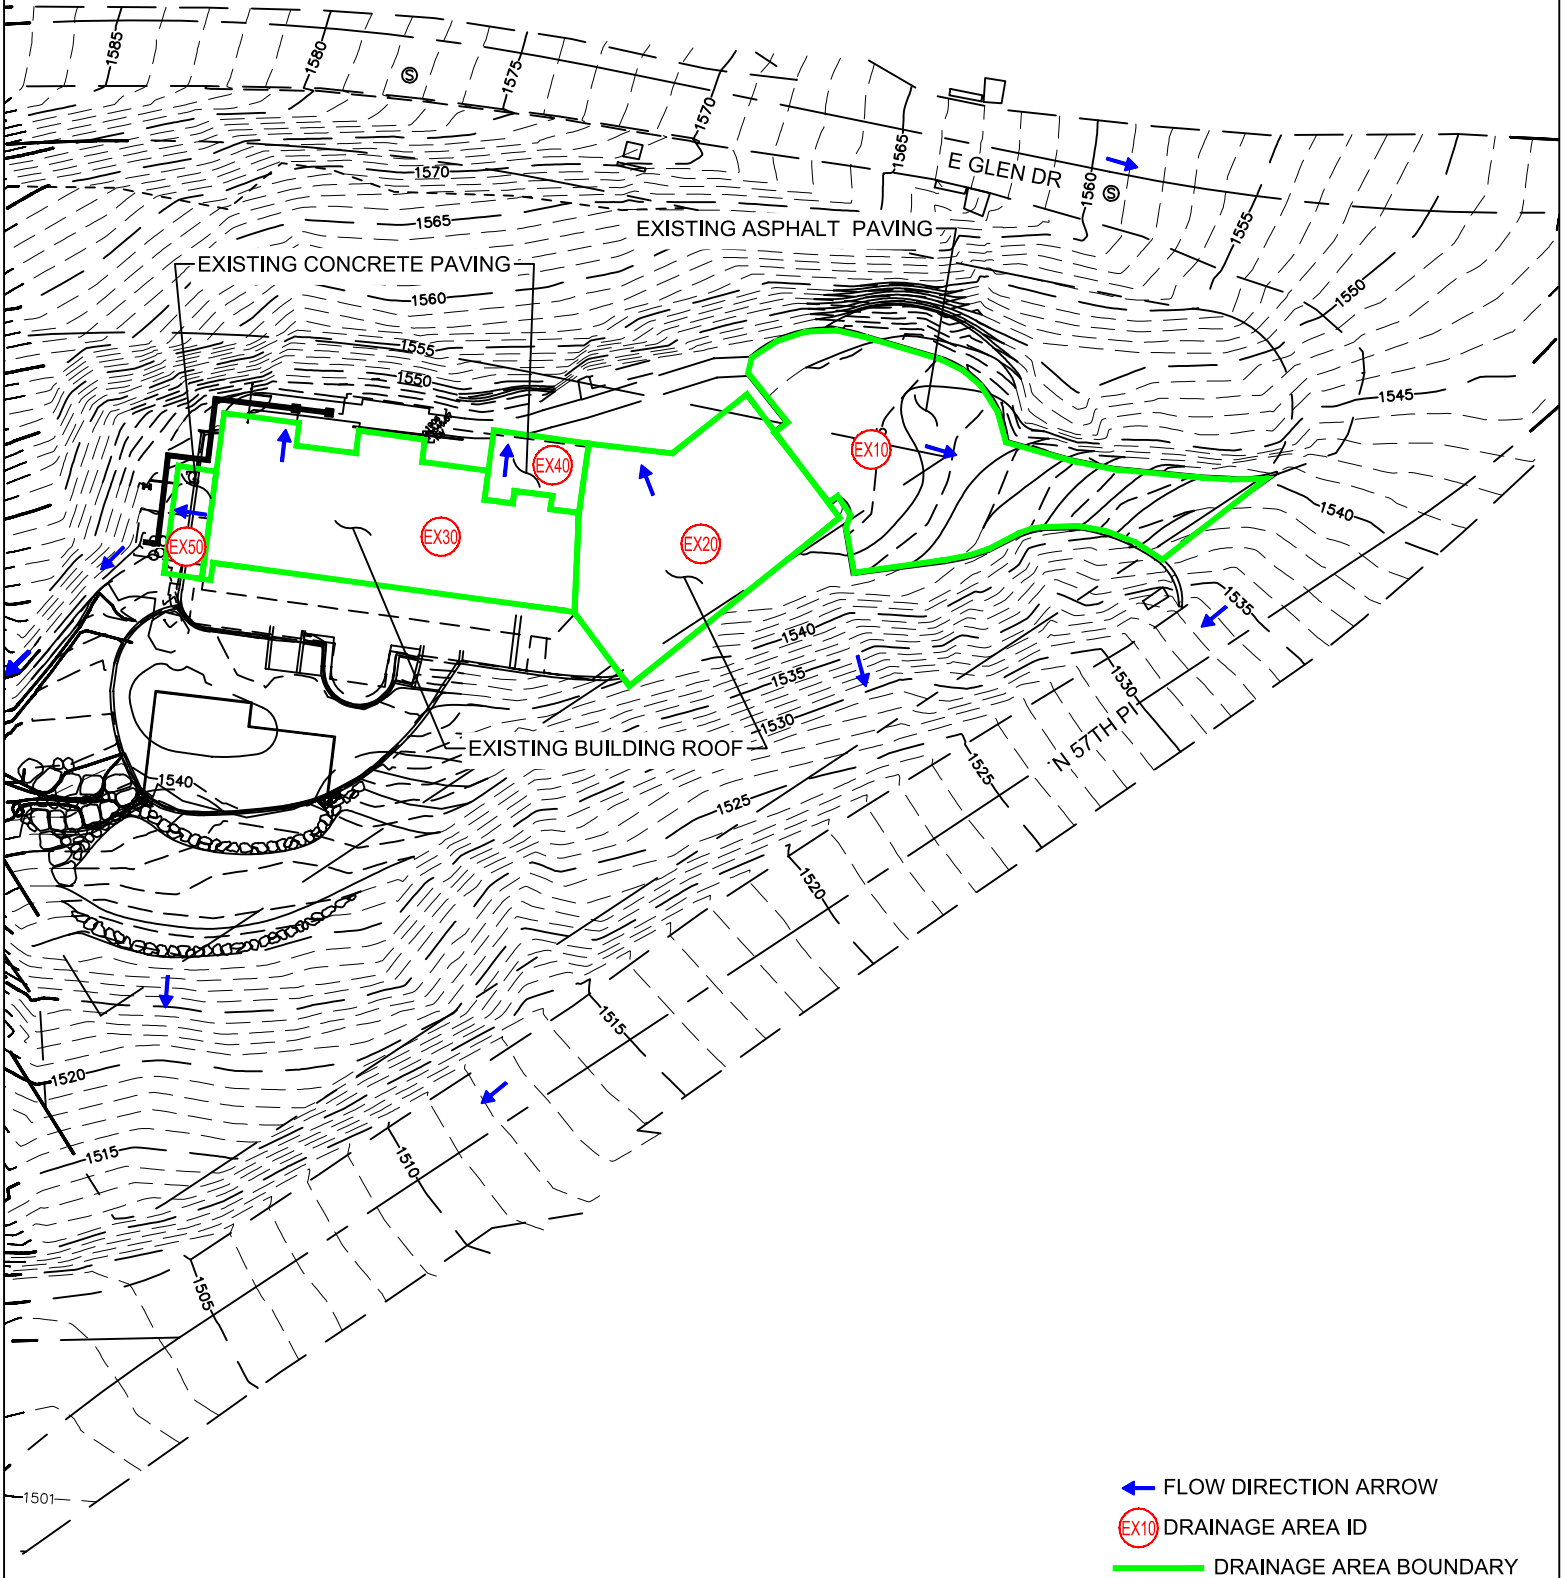 1585
1580
1575
1570
1565
1560
1555
1550
1545
1540
1535
1530
1525
1520
1515
1510
1505
1501
S
S
E GLEN DR
1570
1565
1560
1555
1550
EXISTING ASPHALT PAVING
EXISTING CONCRETE PAVING
EX10
EX40
EX30
EX20
EX50
1540
1535
1530
1525
EXISTING BUILDING ROOF
N 57TH Pl
1540
1520
1515
FLOW DIRECTION ARROW
EX10 DRAINAGE AREA ID
DRAINAGE AREA BOUNDARY